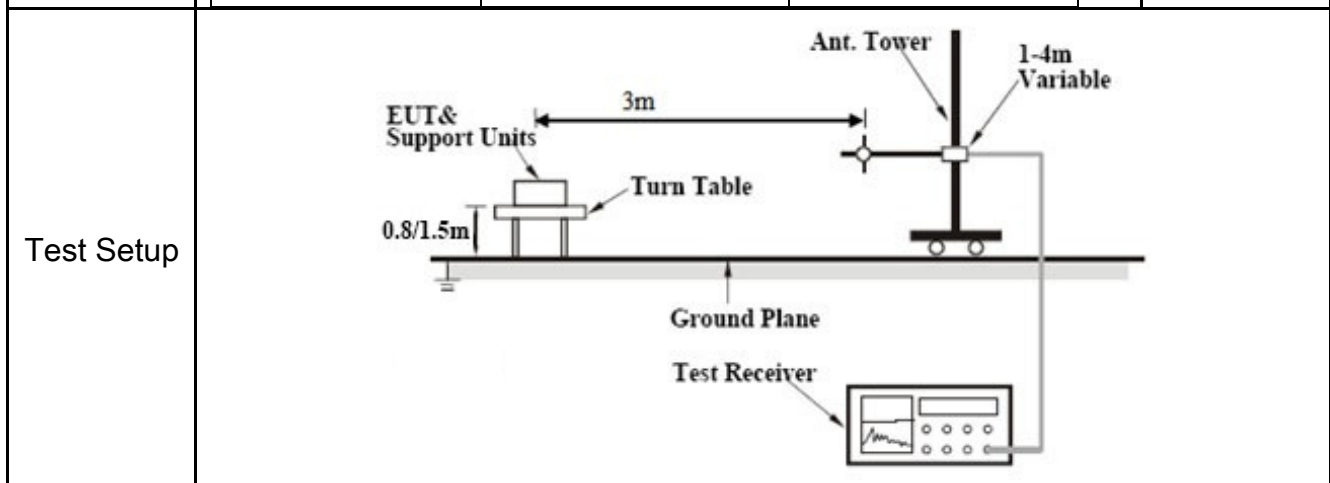 Test Setup
Ant. Tower
1-4m
Variable
3m
EUT&
Support Units
Turn Table
0.8/1.5m
Ground Plane
Test Receiver